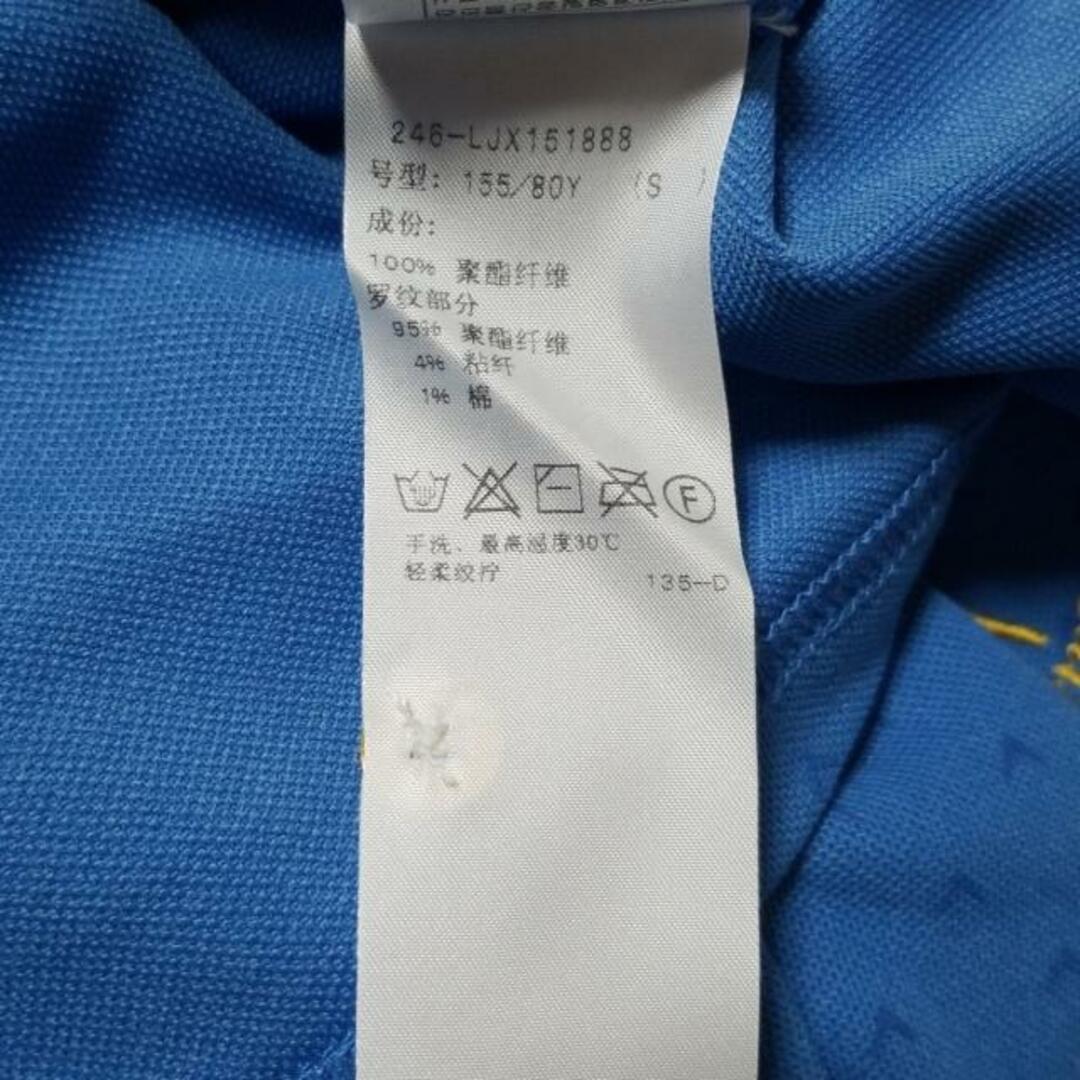 246-LJX151888
号型: 155/80Y (S )
成份:
100% 聚酯纤维
罗纹部分
95% 聚酯纤维
4% 粘纤
1% 棉
F
手洗、最高温度30℃
轻柔绞拧
135-D